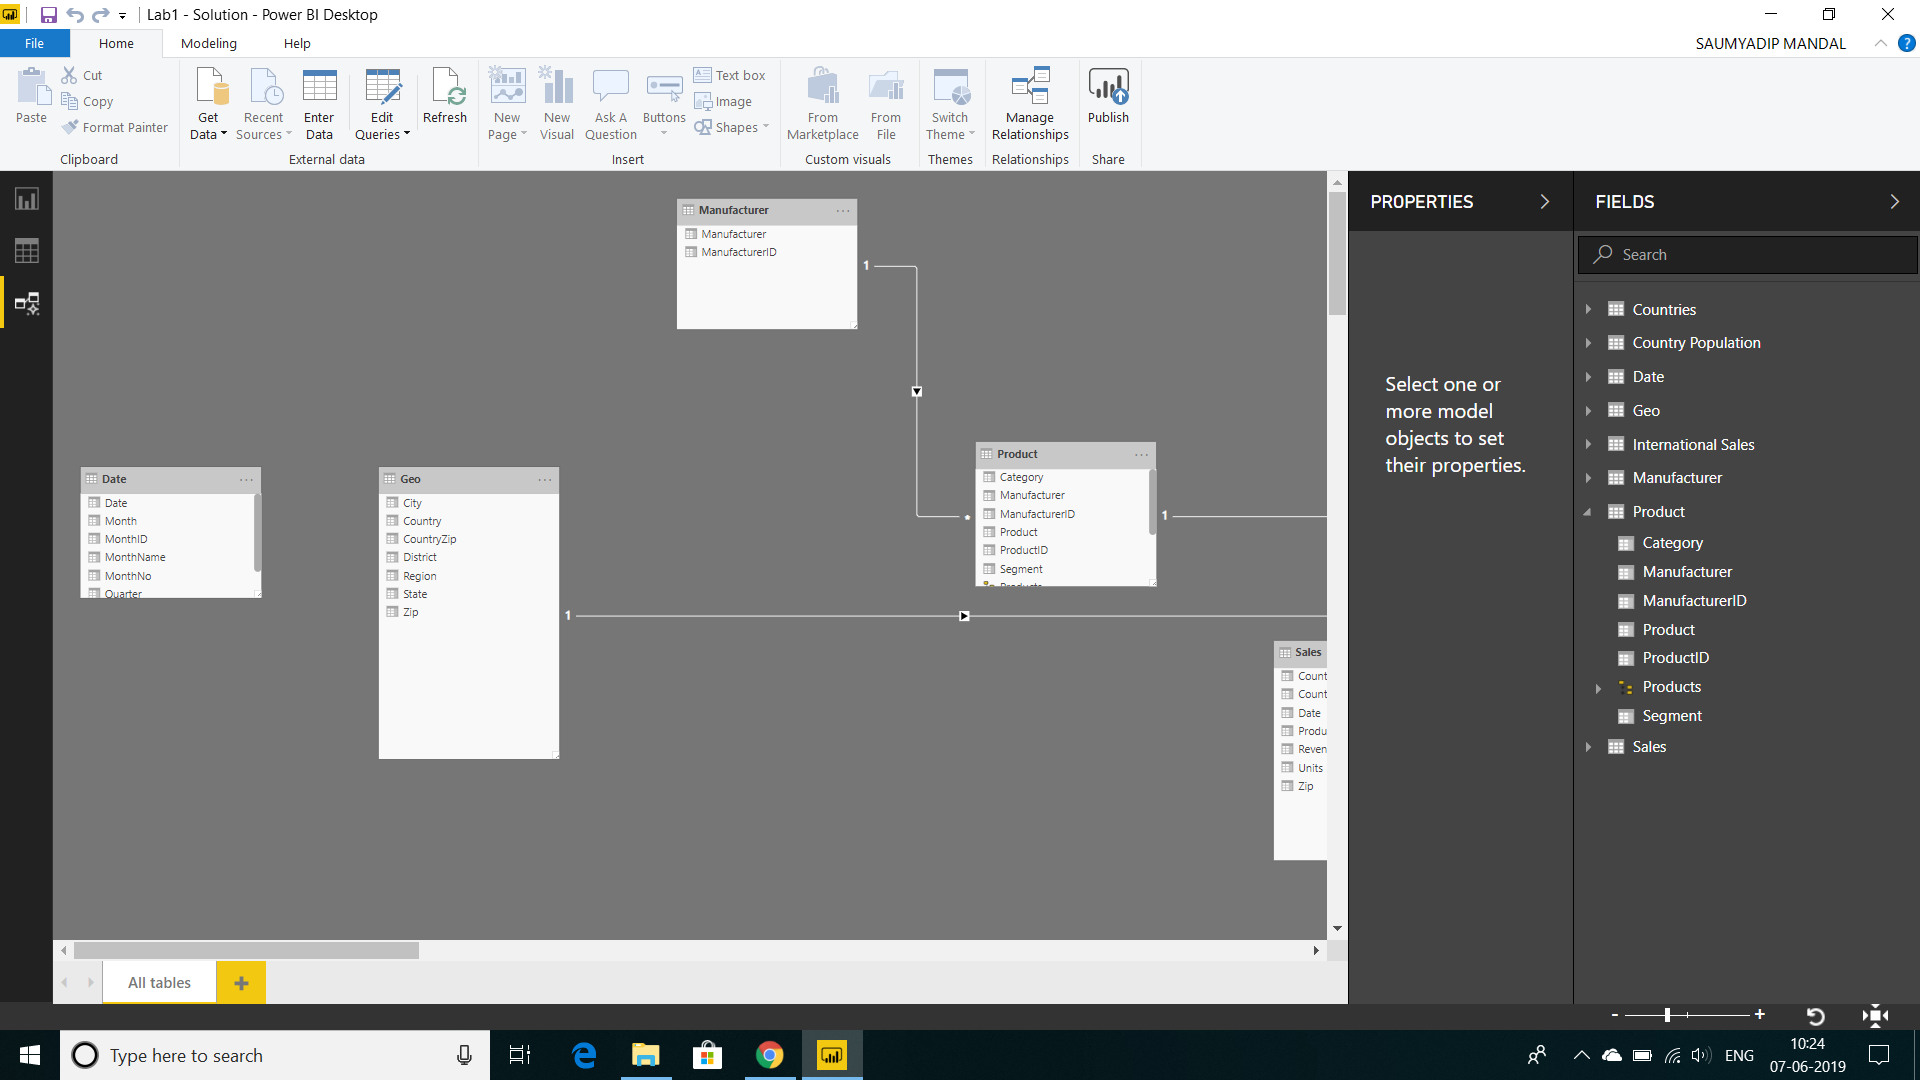 Lab1 - Solution - Power BI Desktop
File
Home
Modeling
Help
SAUMYADIP MANDAL
?
Paste
Cut
Copy
Format Painter
Clipboard
Get Data
Recent Sources
Enter Data
Edit Queries
Refresh
External data
New Page
New Visual
Ask A Question
Buttons
Text box
Image
Shapes
Insert
From Marketplace
From File
Custom visuals
Switch Theme
Themes
Manage Relationships
Relationships
Publish
Share
Manufacturer
Manufacturer
ManufacturerID
1
Date
Date
Month
MonthID
MonthName
MonthNo
Quarter
Geo
City
Country
CountryZip
District
Region
State
Zip
1
*
Product
Category
Manufacturer
ManufacturerID
Product
ProductID
Segment
Products
1
Sales
Count
Count
Date
Produ
Reven
Units
Zip
All tables
+
PROPERTIES
Select one or
more model
objects to set
their properties.
FIELDS
Search
Countries
Country Population
Date
Geo
International Sales
Manufacturer
Product
Category
Manufacturer
ManufacturerID
Product
ProductID
Products
Segment
Sales
- +
Type here to search
ENG
10:24
07-06-2019